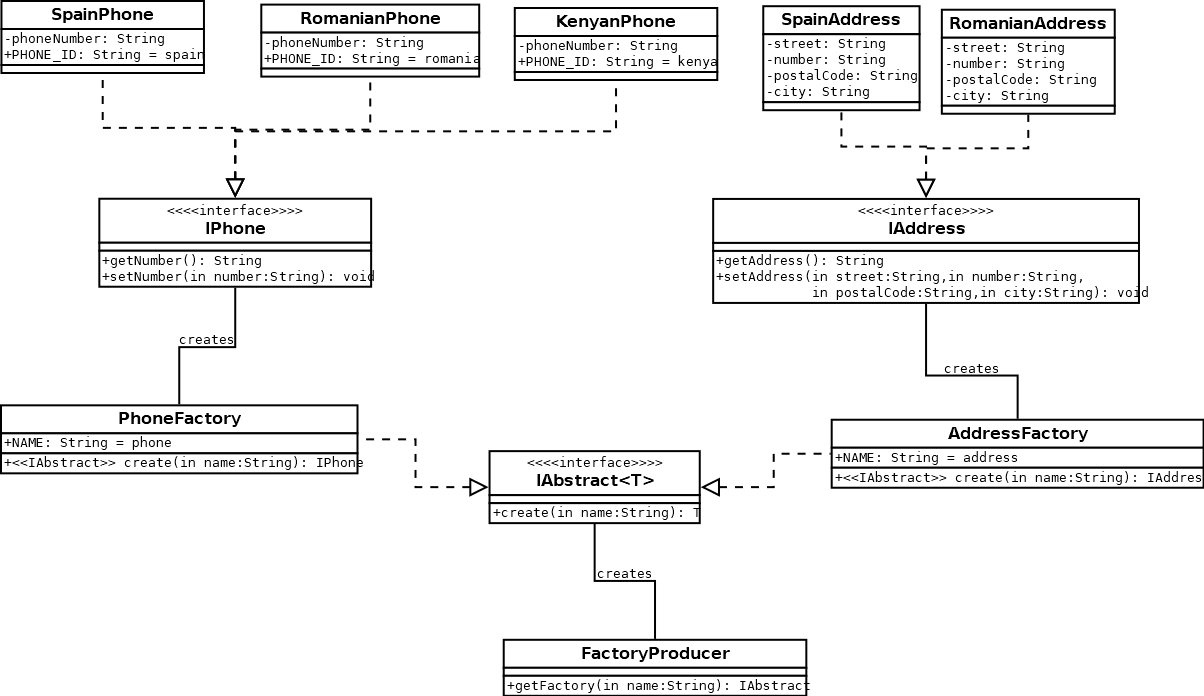 SpainPhone
-phoneNumber: String
+PHONE_ID: String = spain
RomanianPhone
-phoneNumber: String
+PHONE_ID: String = romania
KenyanPhone
-phoneNumber: String
+PHONE_ID: String = kenya
SpainAddress
-street: String
-number: String
-postalCode: String
-city: String
RomanianAddress
-street: String
-number: String
-postalCode: String
-city: String
<<<<interface>>>>
IPhone
+getNumber(): String
+setNumber(in number:String): void
<<<<interface>>>>
IAddress
+getAddress(): String
+setAddress(in street:String,in number:String,
in postalCode:String,in city:String): void
creates
creates
PhoneFactory
+NAME: String = phone
+<<IAbstract>> create(in name:String): IPhone
<<<<interface>>>>
IAbstract<T>
+create(in name:String): T
AddressFactory
+NAME: String = address
+<<IAbstract>> create(in name:String): IAddres
creates
FactoryProducer
+getFactory(in name:String): IAbstract